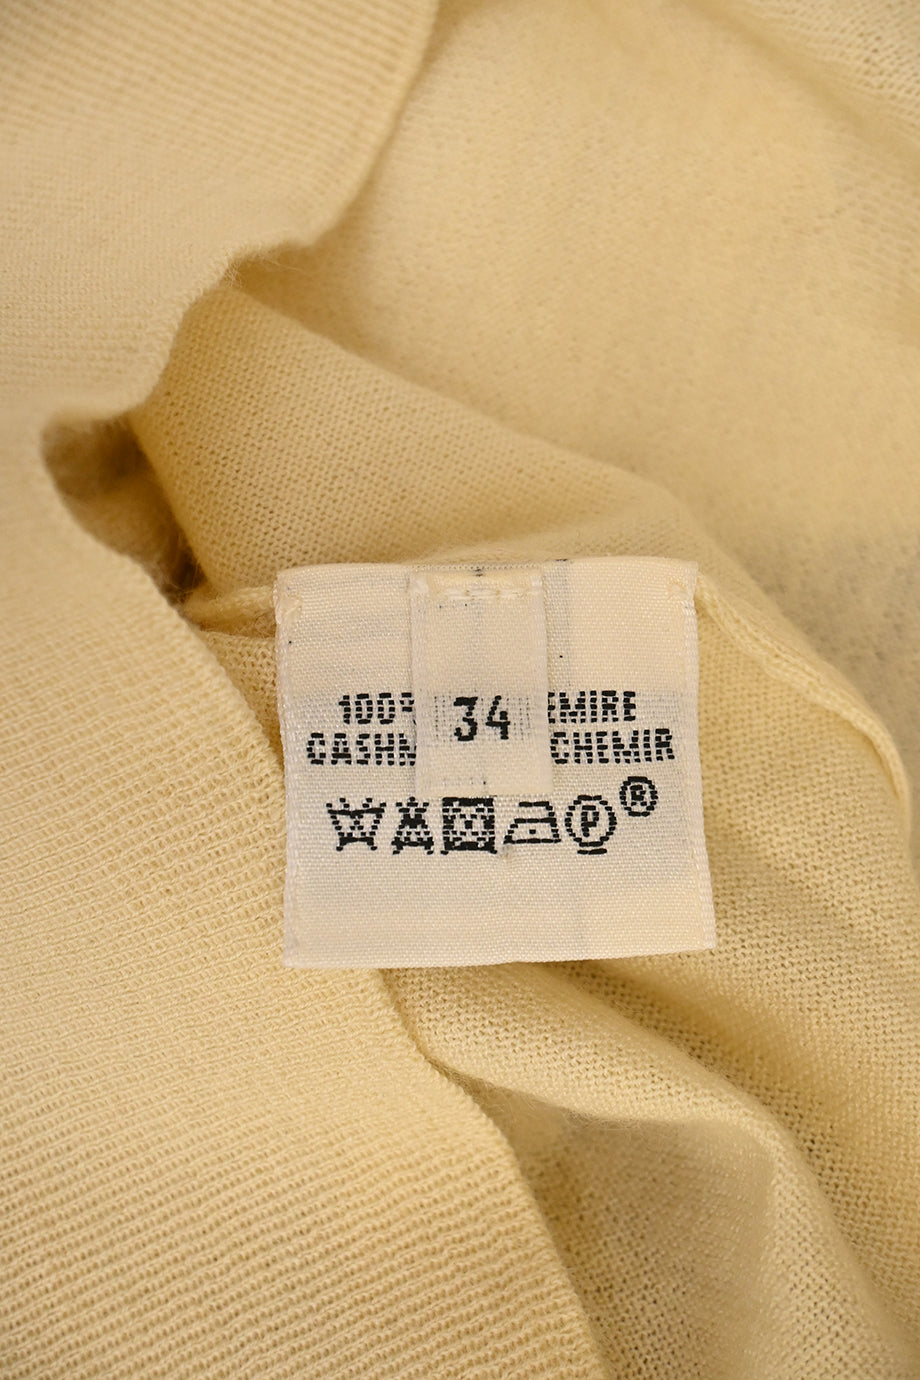 100% EMIRE
34
CASHM CHEMIR
P ®